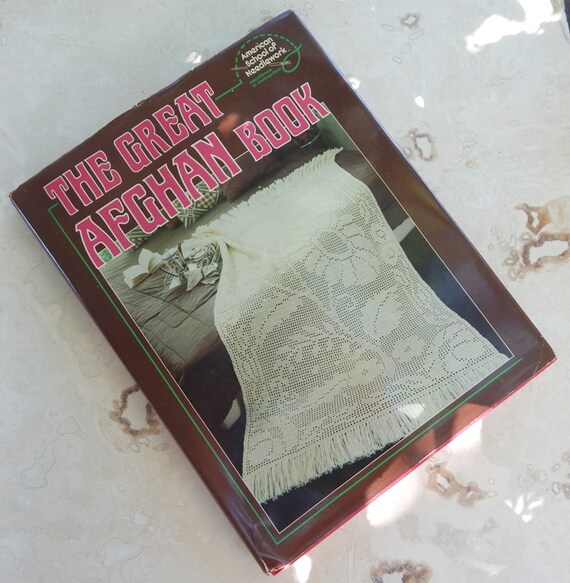 THE GREAT
AFGHAN BOOK
American
School of
Needlework